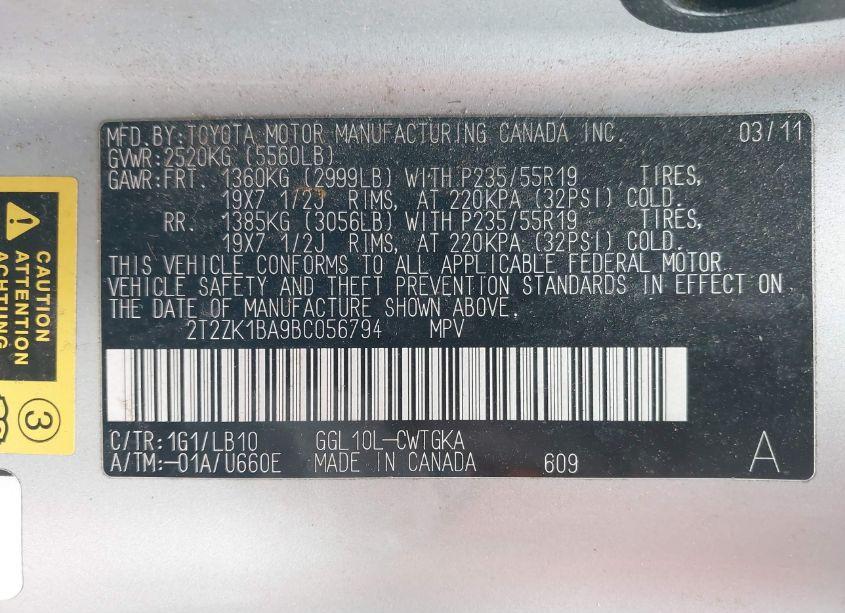 MFD.BY:TOYOTA MOTOR MANUFACTURING CANADA INC. 03/11
GVWR:2520KG (5560LB)
GAWR:FRT. 1360KG (2999LB) WITH P235/55R19 TIRES,
19X7 1/2J RIMS, AT 220KPA (32PSI) COLD.
RR. 1385KG (3056LB) WITH P235/55R19 TIRES,
19X7 1/2J RIMS, AT 220KPA (32PSI) COLD.
THIS VEHICLE CONFORMS TO ALL APPLICABLE FEDERAL MOTOR
VEHICLE SAFETY AND THEFT PREVENTION STANDARDS IN EFFECT ON
THE DATE OF MANUFACTURE SHOWN ABOVE.
2T2ZK1BA9BC056794 MPV
C/TR:1G1/LB10 GGL10L-CWTGKA
A/TM:-01A/U660E MADE IN CANADA 609 A
CAUTION
ATTENTION
ACHTUNG
3